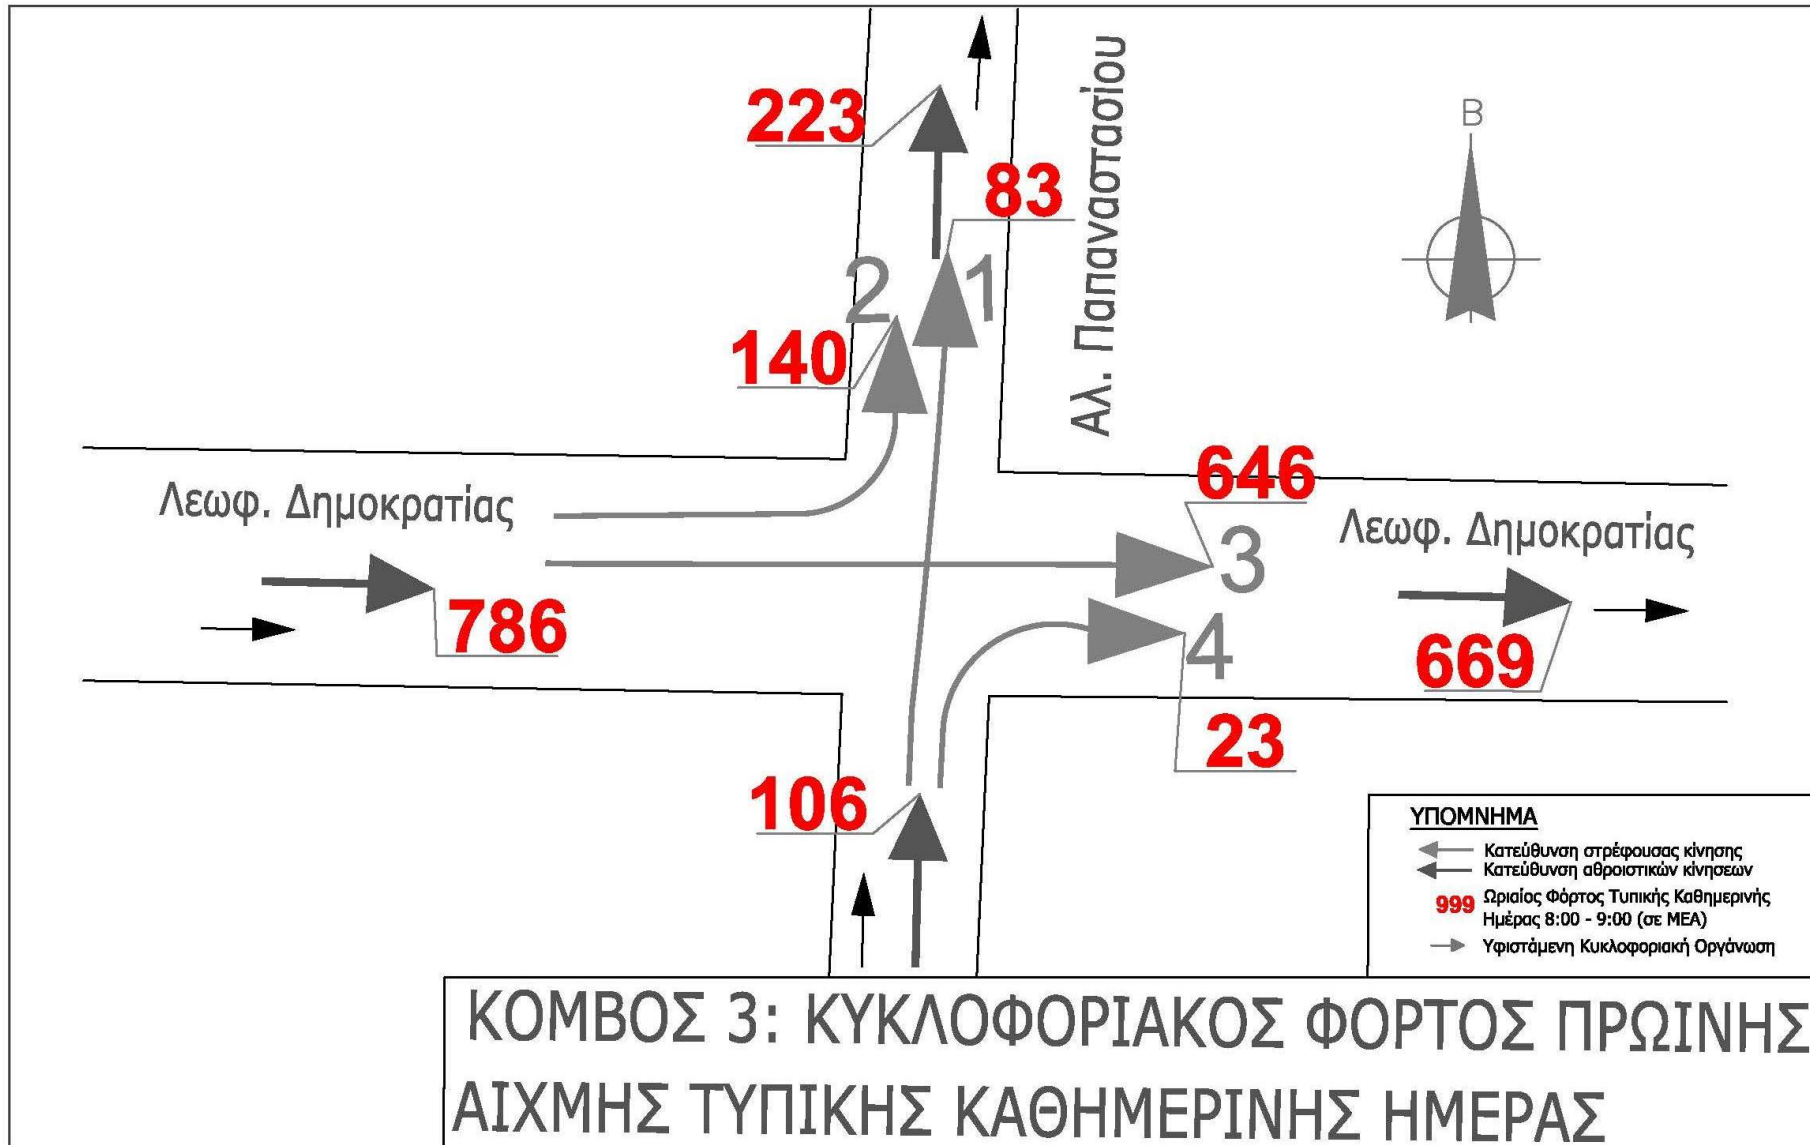 223
Β
83
Αλ. Παπαναστασίου
2
1
140
646
Λεωφ. Δημοκρατίας
Λεωφ. Δημοκρατίας
3
786
4
669
23
106
ΥΠΟΜΝΗΜΑ
Κατεύθυνση στρέφουσας κίνησης
Κατεύθυνση αθροιστικών κίνησεων
999 Ωριαίος Φόρτος Τυπικής Καθημερινής
Ημέρας 8:00 - 9:00 (σε ΜΕΑ)
Υφιστάμενη Κυκλοφοριακή Οργάνωση
ΚΟΜΒΟΣ 3: ΚΥΚΛΟΦΟΡΙΑΚΟΣ ΦΟΡΤΟΣ ΠΡΩΙΝΗΣ
ΑΙΧΜΗΣ ΤΥΠΙΚΗΣ ΚΑΘΗΜΕΡΙΝΗΣ ΗΜΕΡΑΣ